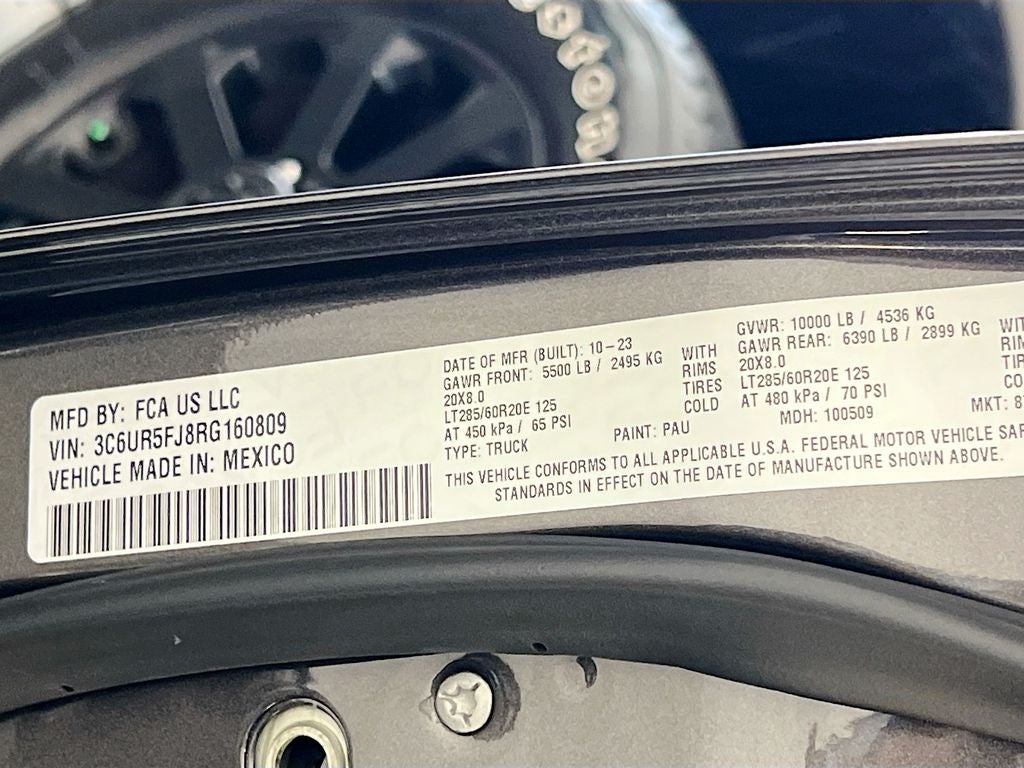 MFD BY: FCA US LLC
VIN: 3C6UR5FJ8RG160809
VEHICLE MADE IN: MEXICO
DATE OF MFR (BUILT): 10-23
GAWR FRONT: 5500 LB / 2495 KG
20X8.0
LT285/60R20E 125
AT 450 kPa / 65 PSI
TYPE: TRUCK
WITH
RIMS
TIRES
COLD
PAINT: PAU
GVWR: 10000 LB / 4536 KG
GAWR REAR: 6390 LB / 2899 KG
20X8.0
LT285/60R20E 125
AT 480 kPa / 70 PSI
MDH: 100509
MKT:
THIS VEHICLE CONFORMS TO ALL APPLICABLE U.S.A. FEDERAL MOTOR VEHICLE SAF
STANDARDS IN EFFECT ON THE DATE OF MANUFACTURE SHOWN ABOVE.